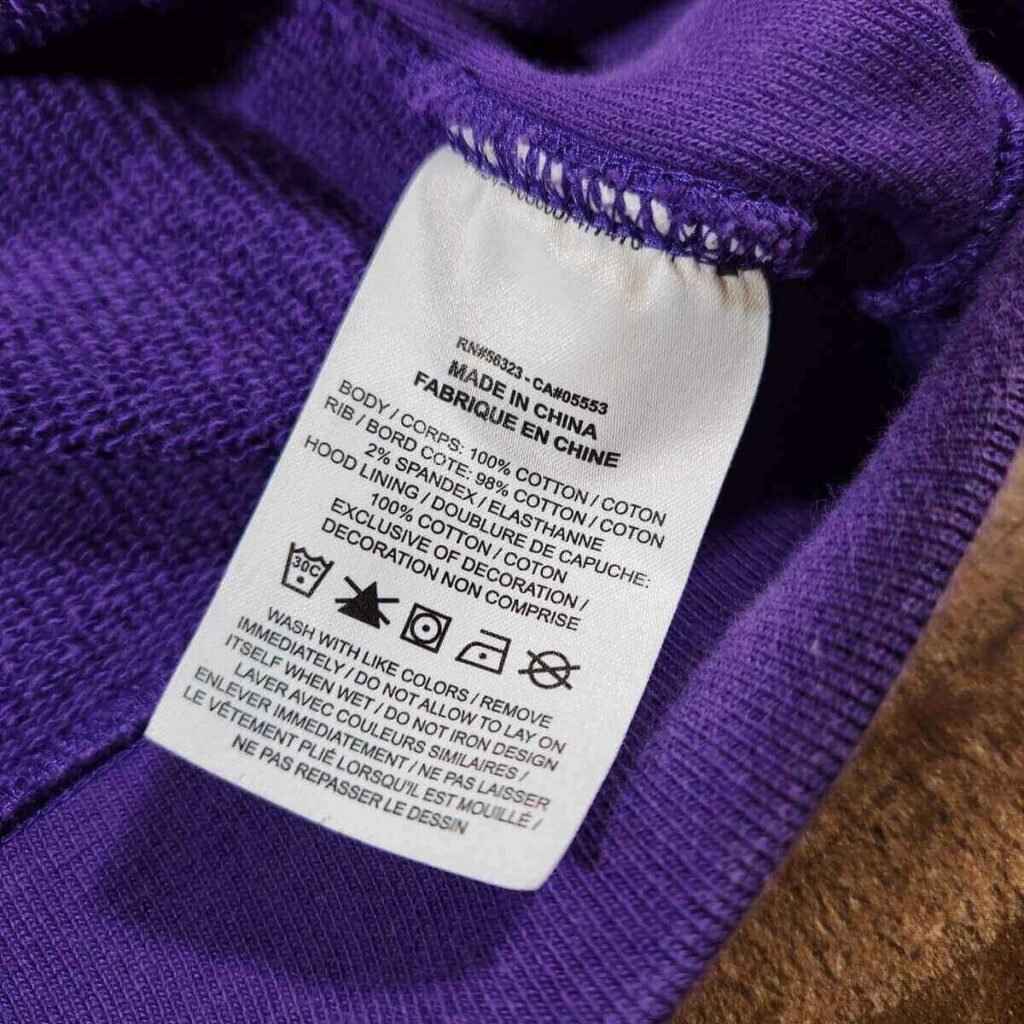 RN#56323 - CA#05553
MADE IN CHINA
FABRIQUE EN CHINE
BODY / CORPS: 100% COTTON / COTON
RIB / BORD COTE: 98% COTTON / COTON
2% SPANDEX / ELASTHANNE
HOOD LINING / DOUBLURE DE CAPUCHE:
100% COTTON / COTON
EXCLUSIVE OF DECORATION /
DECORATION NON COMPRISE
30C
WASH WITH LIKE COLORS / REMOVE
IMMEDIATELY / DO NOT ALLOW TO LAY ON
ITSELF WHEN WET / DO NOT IRON DESIGN
LAVER AVEC COULEURS SIMILAIRES /
ENLEVER IMMEDIATEMENT / NE PAS LAISSER
LE VÊTEMENT PLIÉ LORSQU'IL EST MOUILLÉ /
NE PAS REPASSER LE DESSIN